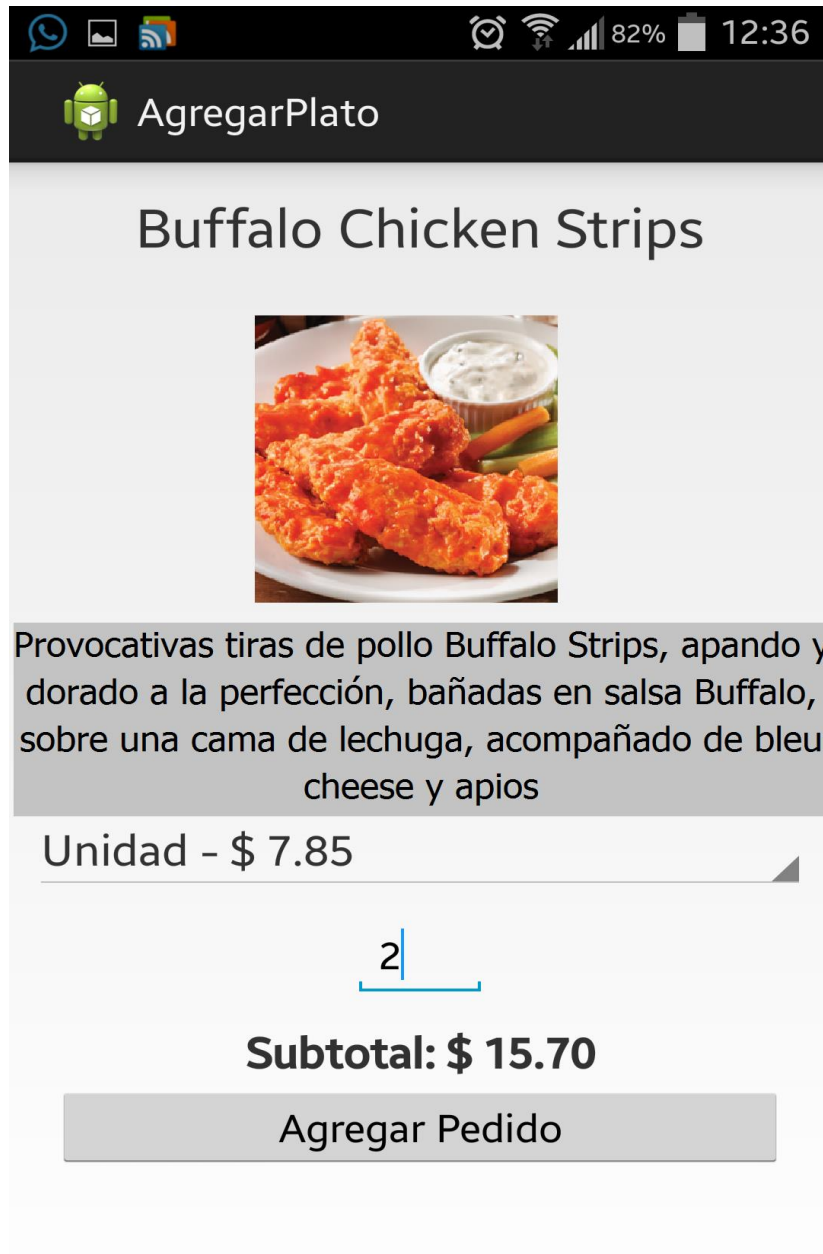 82% 12:36
AgregarPlato
Buffalo Chicken Strips
Provocativas tiras de pollo Buffalo Strips, apando y
dorado a la perfección, bañadas en salsa Buffalo,
sobre una cama de lechuga, acompañado de bleu
cheese y apios
Unidad - $ 7.85
2
Subtotal: $ 15.70
Agregar Pedido